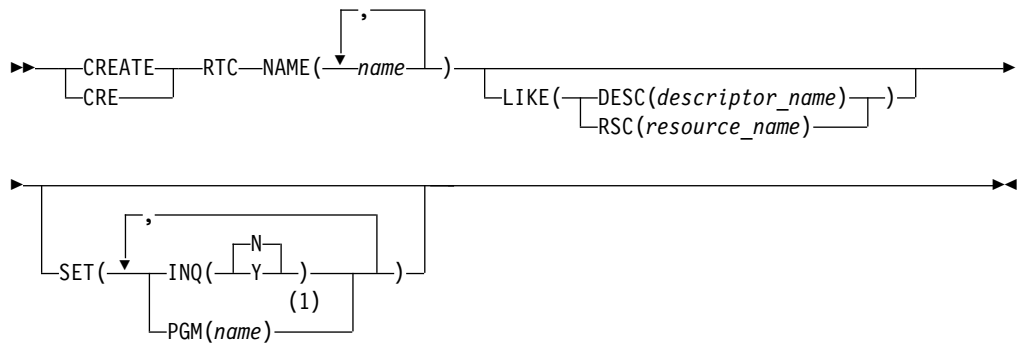 ,
CREATE RTC NAME( name )
CRE
LIKE( DESC(descriptor_name) )
RSC(resource_name)
,
N
SET( INQ( Y ) )
(1)
PGM(name)